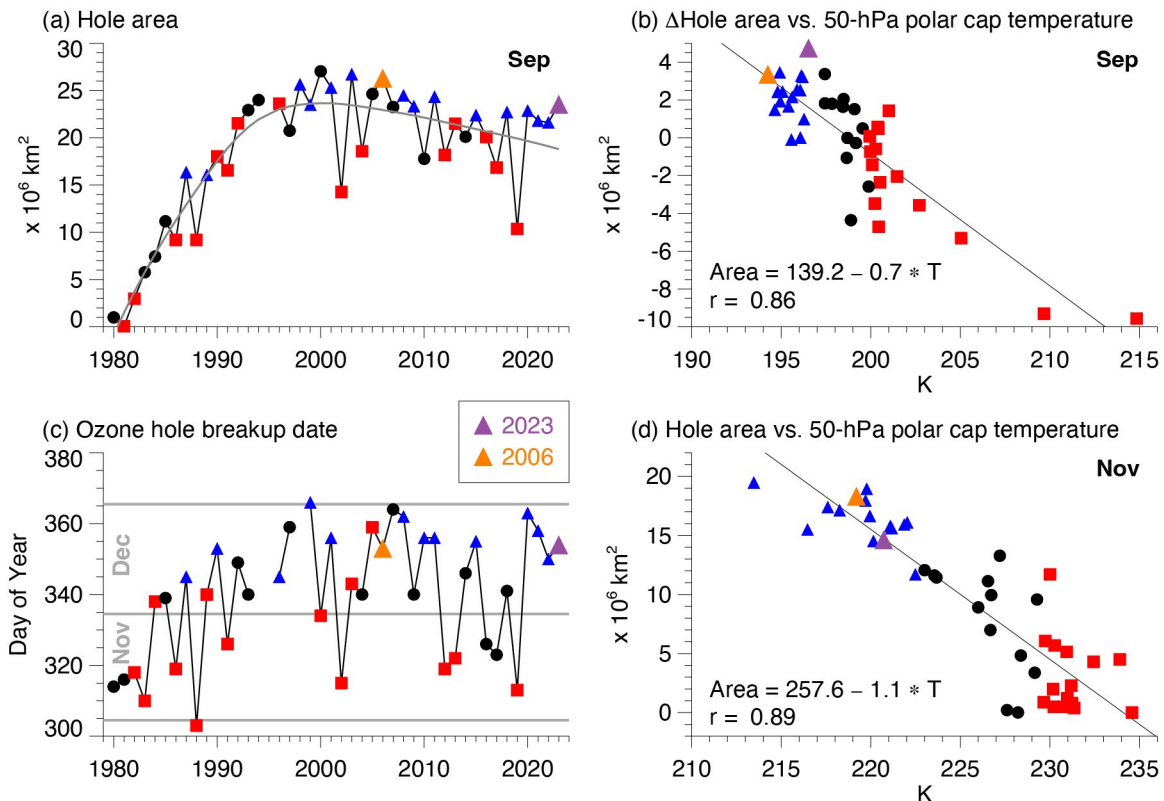 (a) Hole area
Sep
x 10⁶ km²
30
25
20
15
10
5
0
1980 1990 2000 2010 2020
(b) ΔHole area vs. 50-hPa polar cap temperature
Sep
x 10⁶ km²
4
2
0
-2
-4
-6
-8
-10
Area = 139.2 − 0.7 * T
r = 0.86
190 195 200 205 210 215
K
(c) Ozone hole breakup date
2023
2006
Day of Year
380
360
340
320
300
Dec
Nov
1980 1990 2000 2010 2020
(d) Hole area vs. 50-hPa polar cap temperature
Nov
x 10⁶ km²
20
15
10
5
0
Area = 257.6 − 1.1 * T
r = 0.89
210 215 220 225 230 235
K